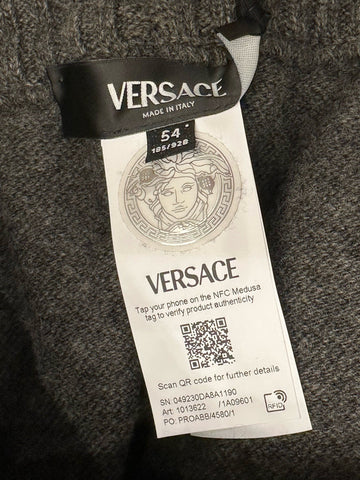 VERSACE
MADE IN ITALY
54
185/92B
VERSACE
Tap your phone on the NFC Medusa
tag to verify product authenticity
Scan QR code for further details
SN: 049230DA8A1190
Art: 1013622 /1A09601
PO: PROABB/4580/1
RFID